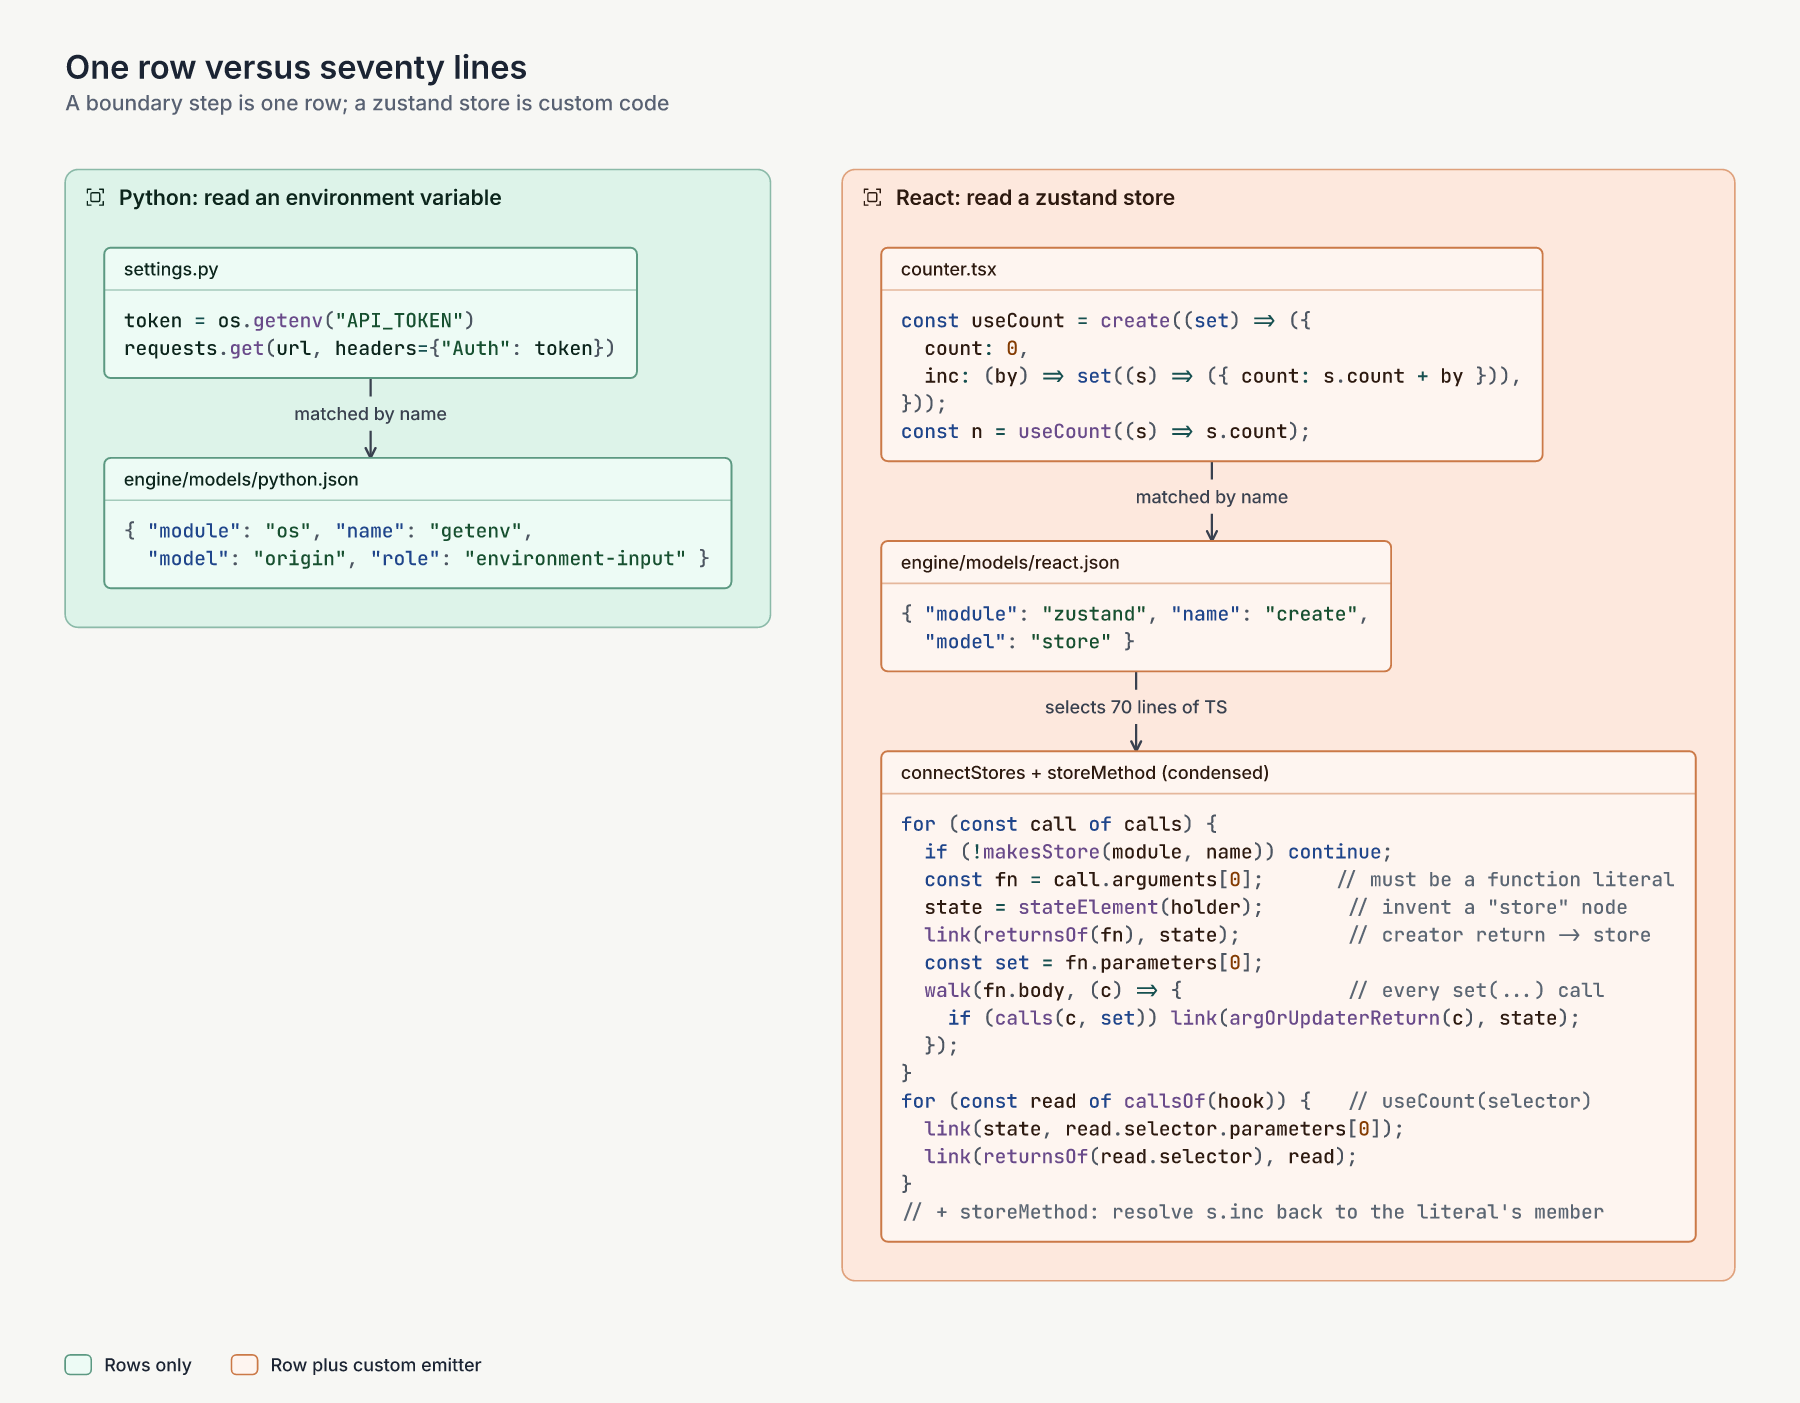 One row versus seventy lines
A boundary step is one row; a zustand store is custom code
Python: read an environment variable
settings.py
token = os.getenv("API_TOKEN")
requests.get(url, headers={"Auth": token})
matched by name
engine/models/python.json
{ "module": "os", "name": "getenv",
  "model": "origin", "role": "environment-input" }
React: read a zustand store
counter.tsx
const useCount = create((set) => ({
  count: 0,
  inc: (by) => set((s) => ({ count: s.count + by })),
}));
const n = useCount((s) => s.count);
matched by name
engine/models/react.json
{ "module": "zustand", "name": "create",
  "model": "store" }
selects 70 lines of TS
connectStores + storeMethod (condensed)
for (const call of calls) {
  if (!makesStore(module, name)) continue;
  const fn = call.arguments[0];      // must be a function literal
  state = stateElement(holder);       // invent a "store" node
  link(returnsOf(fn), state);         // creator return -> store
  const set = fn.parameters[0];
  walk(fn.body, (c) => {              // every set(...) call
    if (calls(c, set)) link(argOrUpdaterReturn(c), state);
  });
}
for (const read of callsOf(hook)) {   // useCount(selector)
  link(state, read.selector.parameters[0]);
  link(returnsOf(read.selector), read);
}
// + storeMethod: resolve s.inc back to the literal's member
Rows only
Row plus custom emitter